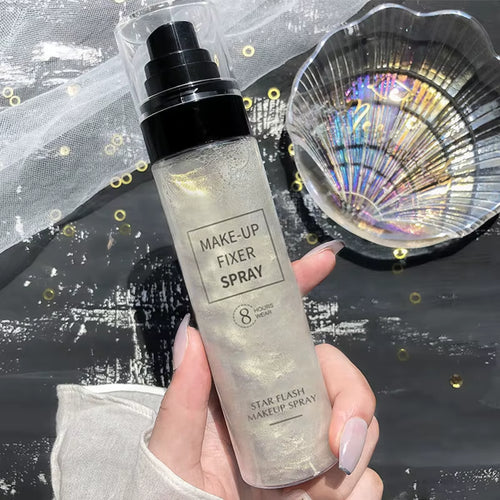 MAKE-UP
FIXER
SPRAY
8 HOURS
WEAR
STAR FLASH
MAKEUP SPRAY